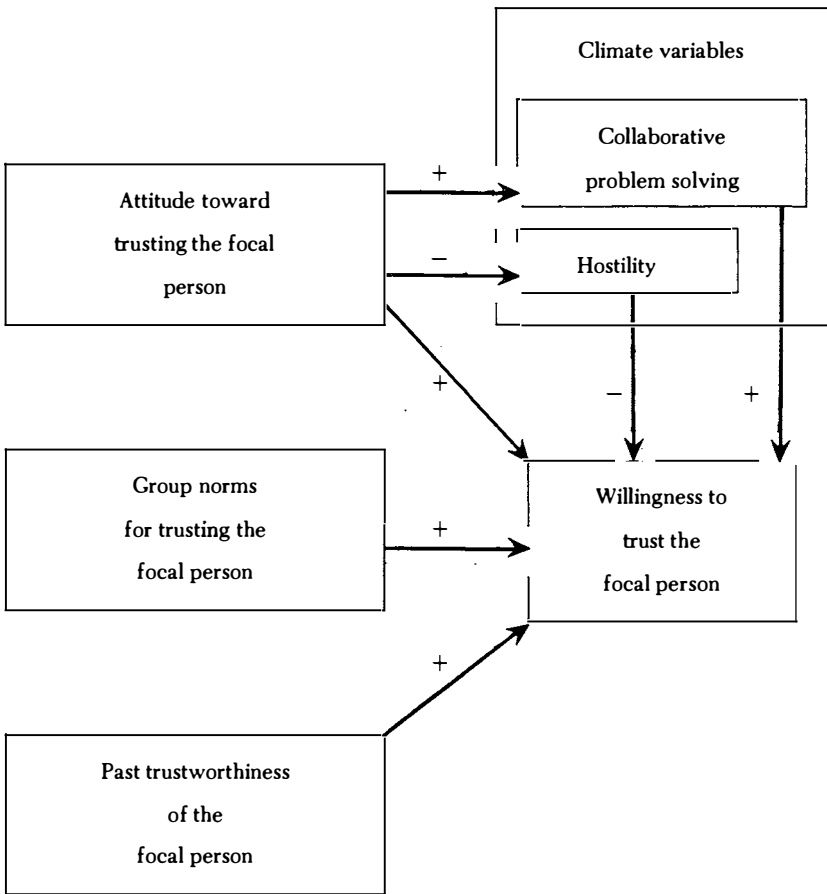 Climate variables
Collaborative
problem solving
+
Attitude toward
trusting the focal
person
−
Hostility
+
−
+
Group norms
for trusting the
focal person
+
Willingness to
trust the
focal person
+
Past trustworthiness
of the
focal person